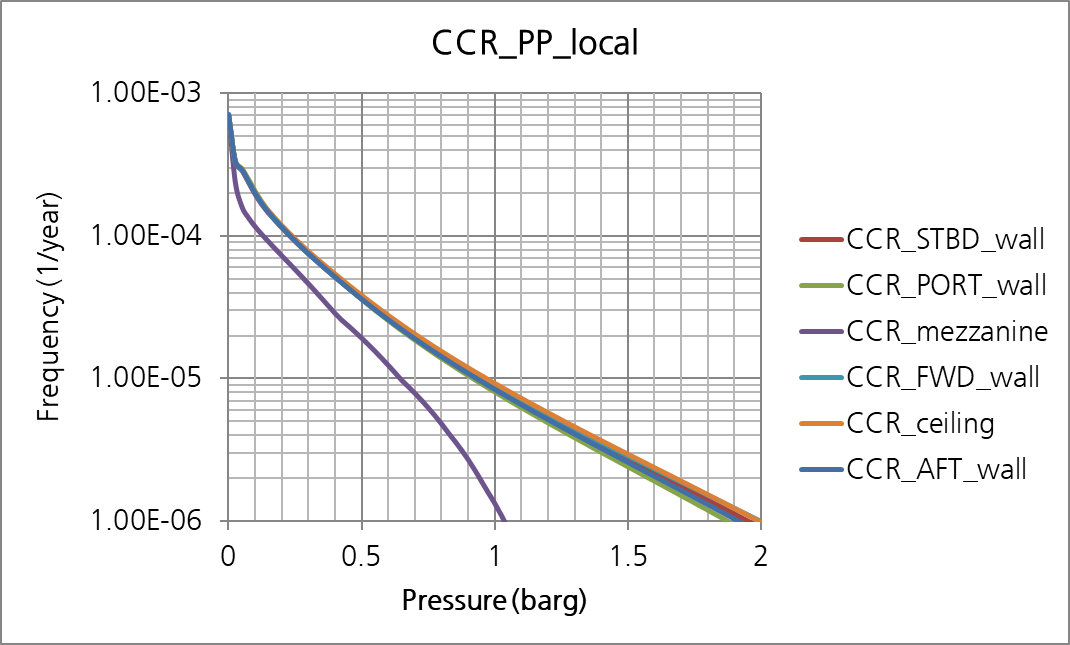 CCR_PP_local
1.00E-03
1.00E-04
1.00E-05
1.00E-06
Frequency (1/year)
0 0.5 1 1.5 2
Pressure (barg)
CCR_STBD_wall
CCR_PORT_wall
CCR_mezzanine
CCR_FWD_wall
CCR_ceiling
CCR_AFT_wall